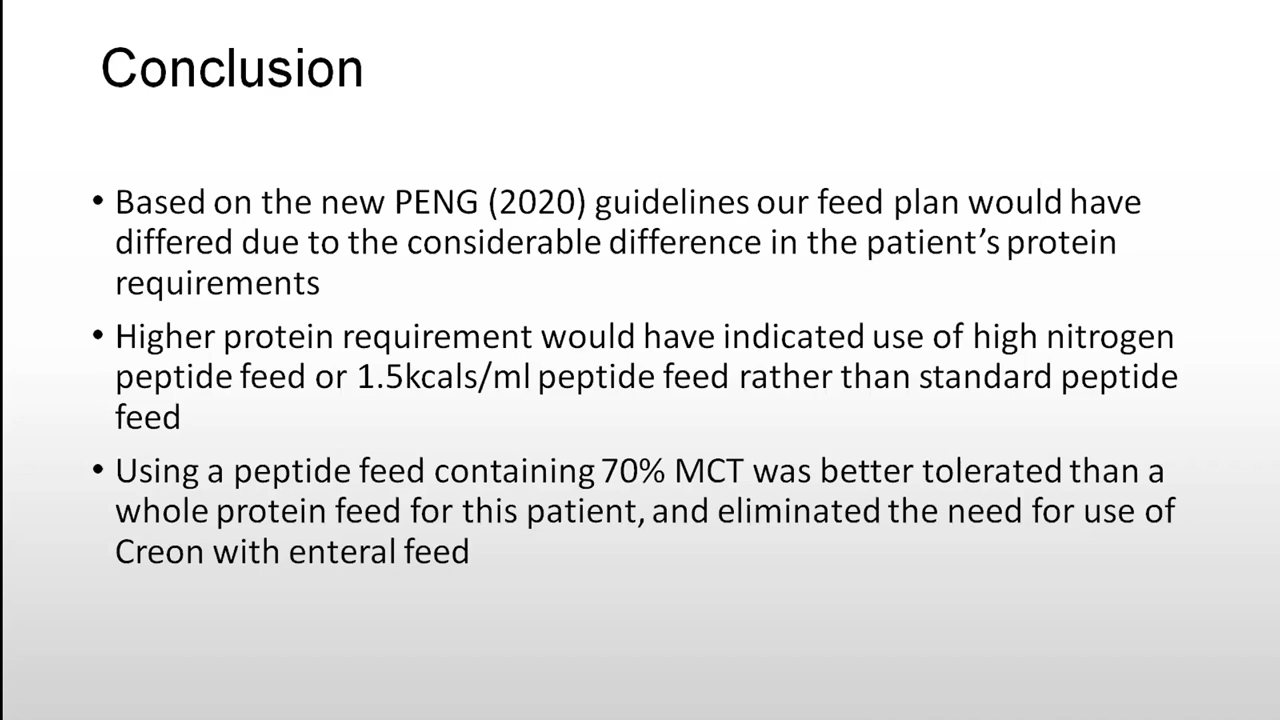 Conclusion
• Based on the new PENG (2020) guidelines our feed plan would have
differed due to the considerable difference in the patient’s protein
requirements
• Higher protein requirement would have indicated use of high nitrogen
peptide feed or 1.5kcals/ml peptide feed rather than standard peptide
feed
• Using a peptide feed containing 70% MCT was better tolerated than a
whole protein feed for this patient, and eliminated the need for use of
Creon with enteral feed